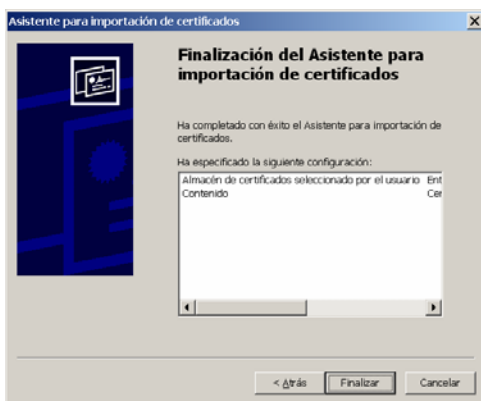 Asistente para importación de certificados
Finalización del Asistente para
importación de certificados
Ha completado con éxito el Asistente para importación de
certificados.
Ha especificado la siguiente configuración:
Almacén de certificados seleccionado por el usuario Ent
Contenido Cer
< Atrás Finalizar Cancelar